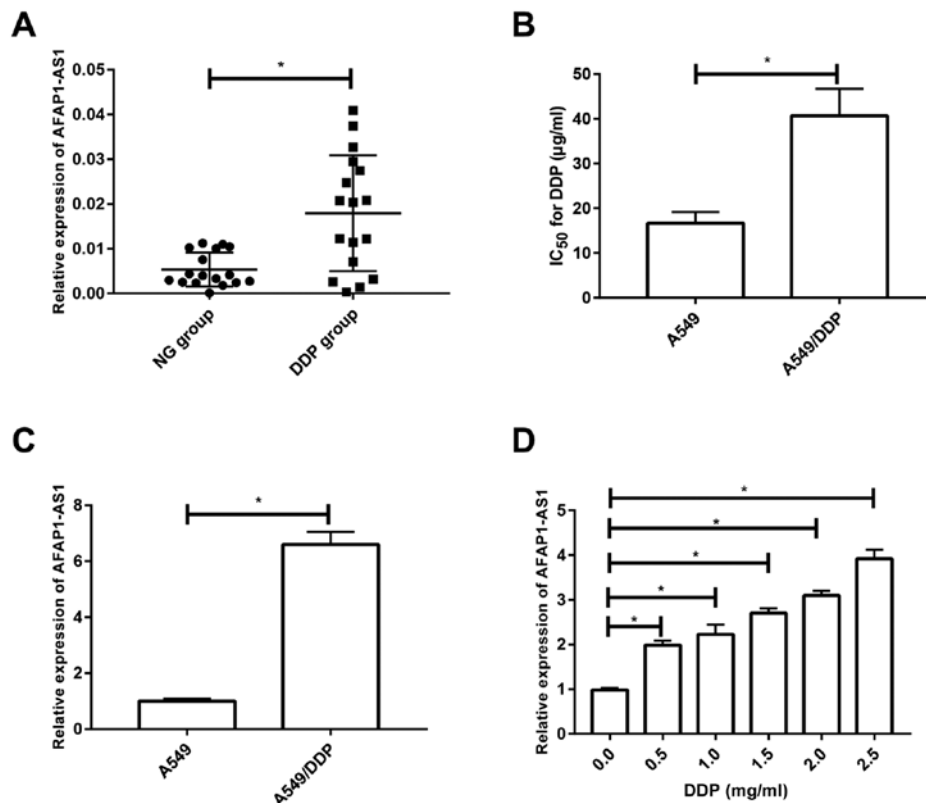 A
Relative expression of AFAP1-AS1
0.05
0.04
0.03
0.02
0.01
0.00
*
NG group
DDP group
B
IC50 for DDP (μg/ml)
50
40
30
20
10
0
*
A549
A549/DDP
C
Relative expression of AFAP1-AS1
8
6
4
2
0
*
A549
A549/DDP
D
Relative expression of AFAP1-AS1
5
4
3
2
1
0
*
*
*
*
*
0.0
0.5
1.0
1.5
2.0
2.5
DDP (mg/ml)